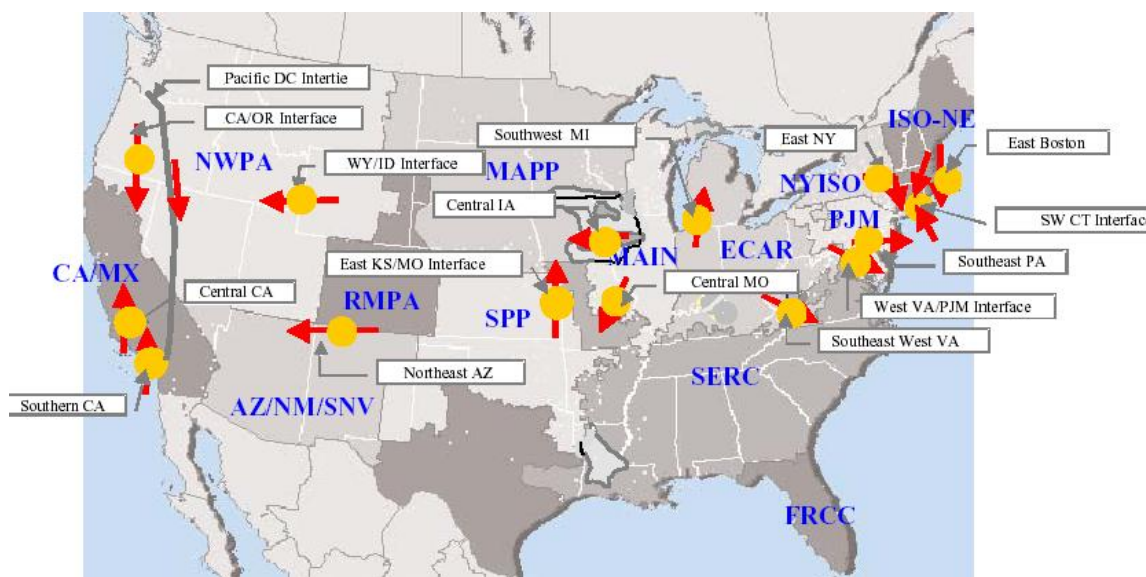 Pacific DC Intertie
CA/OR Interface
NWPA
WY/ID Interface
MAPP
Southwest MI
East NY
ISO-NE
East Boston
NYISO
Central IA
PJM
SW CT Interface
MAIN
ECAR
CA/MX
East KS/MO Interface
Central MO
Southeast PA
Central CA
RMPA
SPP
West VA/PJM Interface
Southeast West VA
Northeast AZ
SERC
Southern CA
AZ/NM/SNV
FRCC